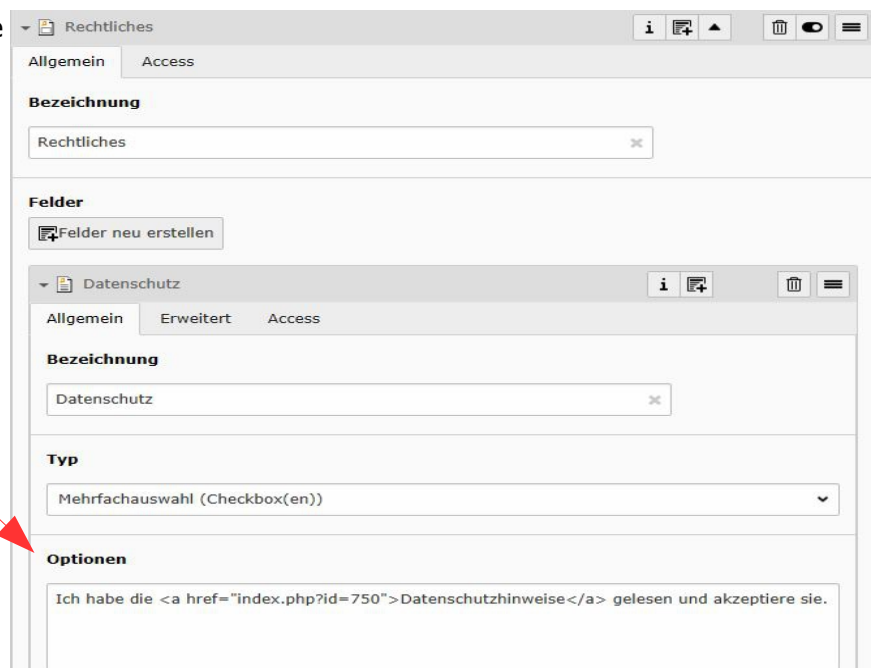 e
Rechtliches
i
Allgemein Access
Bezeichnung
Rechtliches
Felder
Felder neu erstellen
Datenschutz
i
Allgemein Erweitert Access
Bezeichnung
Datenschutz
Typ
Mehrfachauswahl (Checkbox(en))
Optionen
Ich habe die <a href="index.php?id=750">Datenschutzhinweise</a> gelesen und akzeptiere sie.